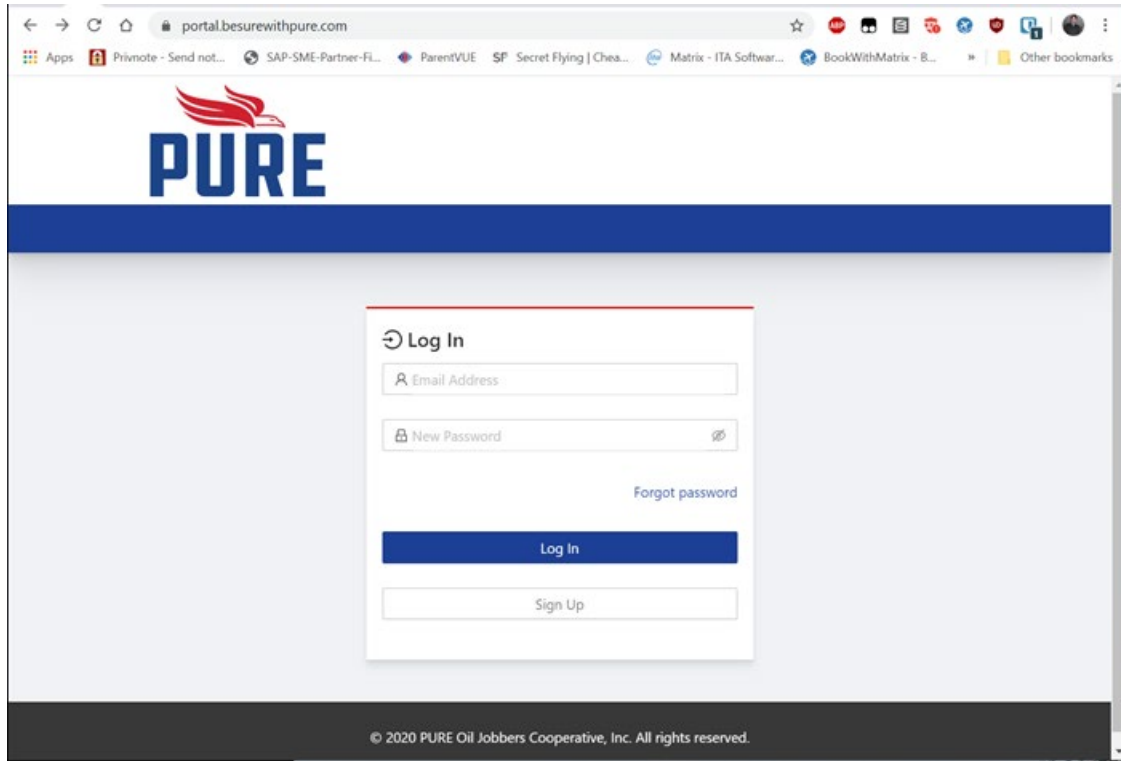 portal.besurewithpure.com
Apps Privnote - Send not... SAP-SME-Partner-Fi... ParentVUE SF Secret Flying | Chea... Matrix - ITA Softwar... BookWithMatrix - B... » Other bookmarks
PURE
Log In
Email Address
New Password
Forgot password
Log In
Sign Up
© 2020 PURE Oil Jobbers Cooperative, Inc. All rights reserved.